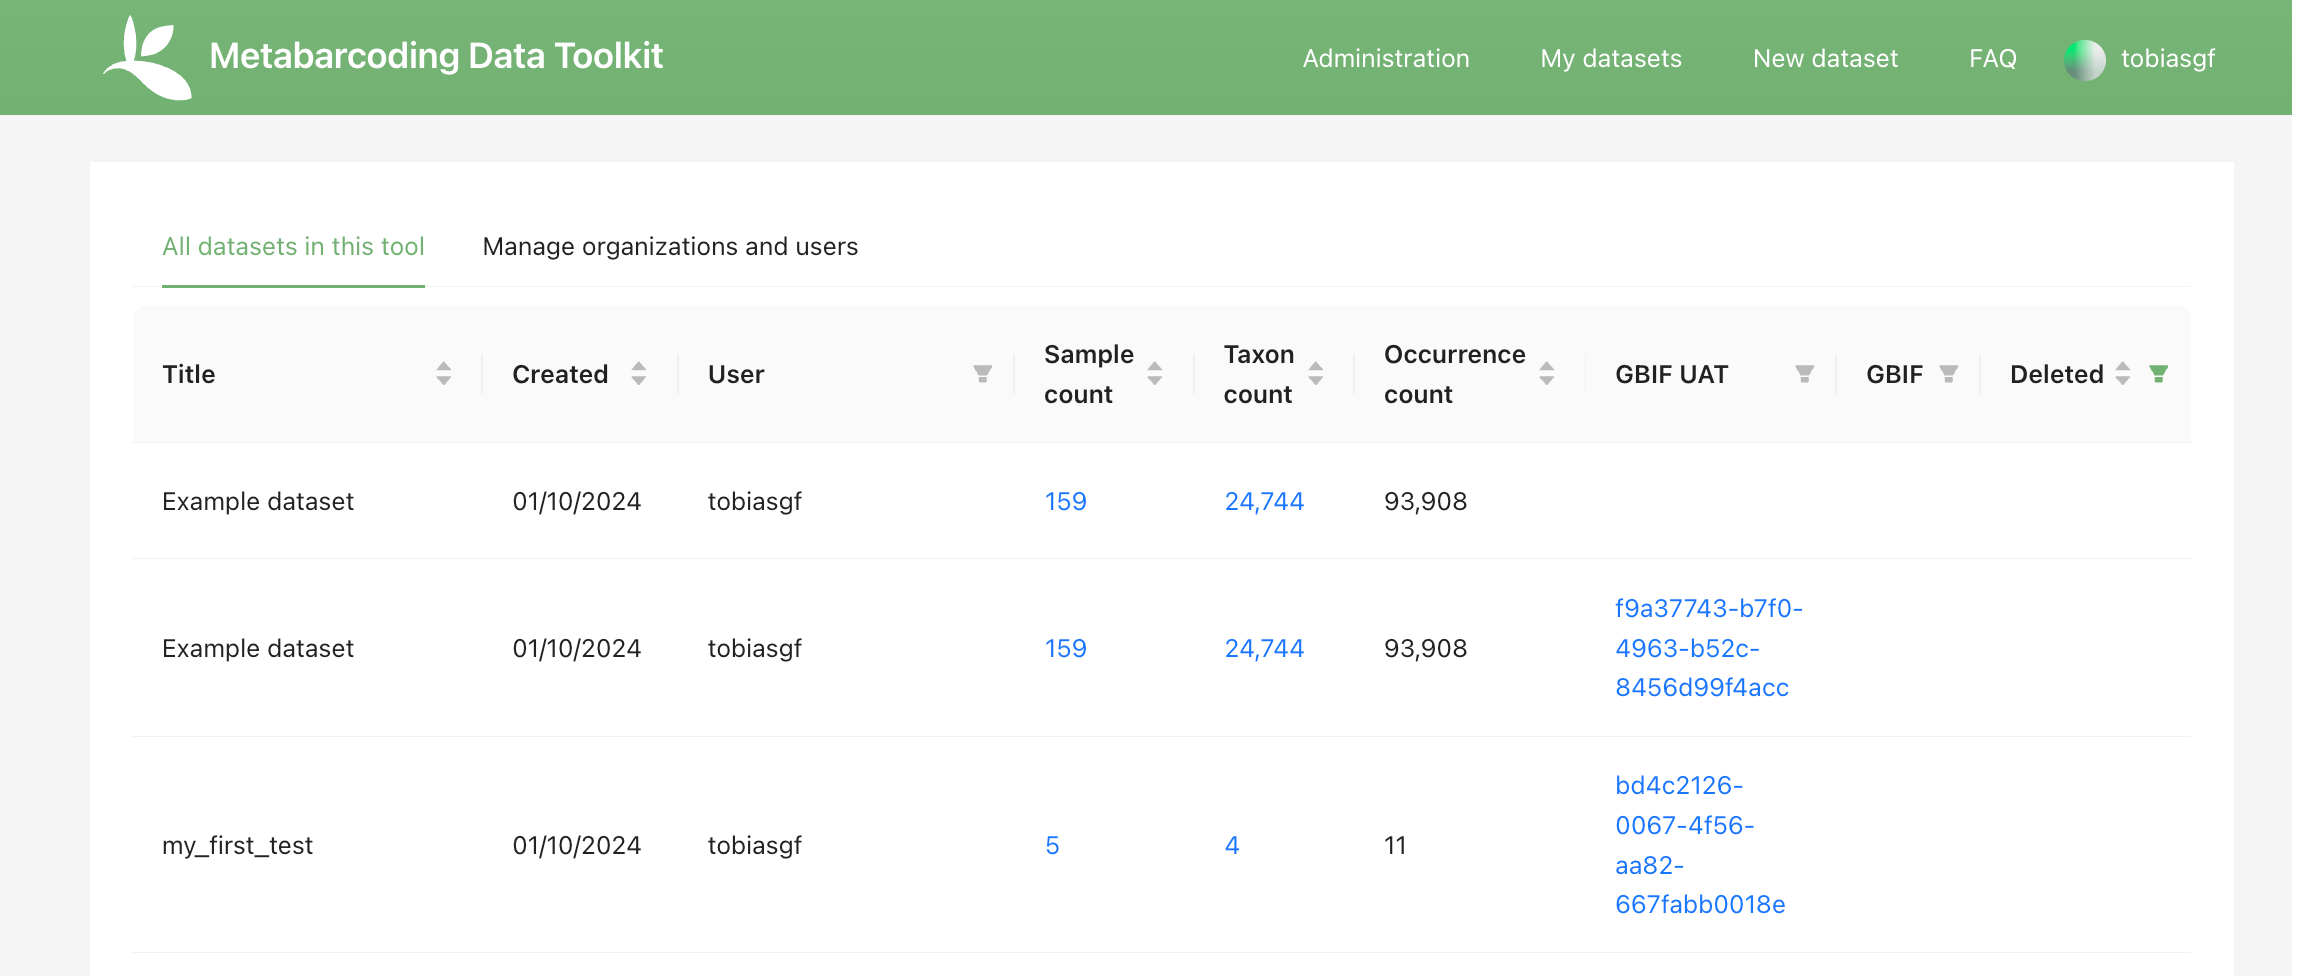 Metabarcoding Data Toolkit
Administration My datasets New dataset FAQ tobiasgf
All datasets in this tool Manage organizations and users
Title Created User Sample count Taxon count Occurrence count GBIF UAT GBIF Deleted
Example dataset 01/10/2024 tobiasgf 159 24,744 93,908
Example dataset 01/10/2024 tobiasgf 159 24,744 93,908 f9a37743-b7f0-
4963-b52c-
8456d99f4acc
my_first_test 01/10/2024 tobiasgf 5 4 11 bd4c2126-
0067-4f56-
aa82-
667fabb0018e